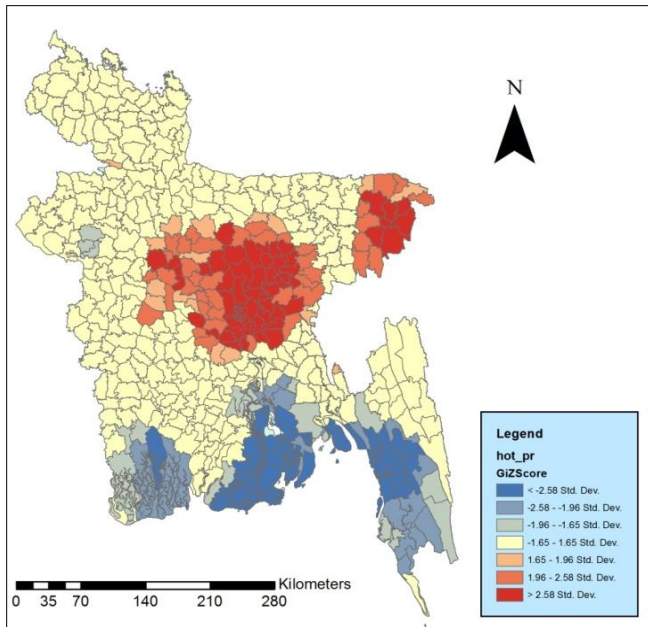 N
Legend
hot_pr
GiZScore
< -2.58 Std. Dev.
-2.58 - -1.96 Std. Dev.
-1.96 - -1.65 Std. Dev.
-1.65 - 1.65 Std. Dev.
1.65 - 1.96 Std. Dev.
1.96 - 2.58 Std. Dev.
> 2.58 Std. Dev.
Kilometers
0 35 70 140 210 280